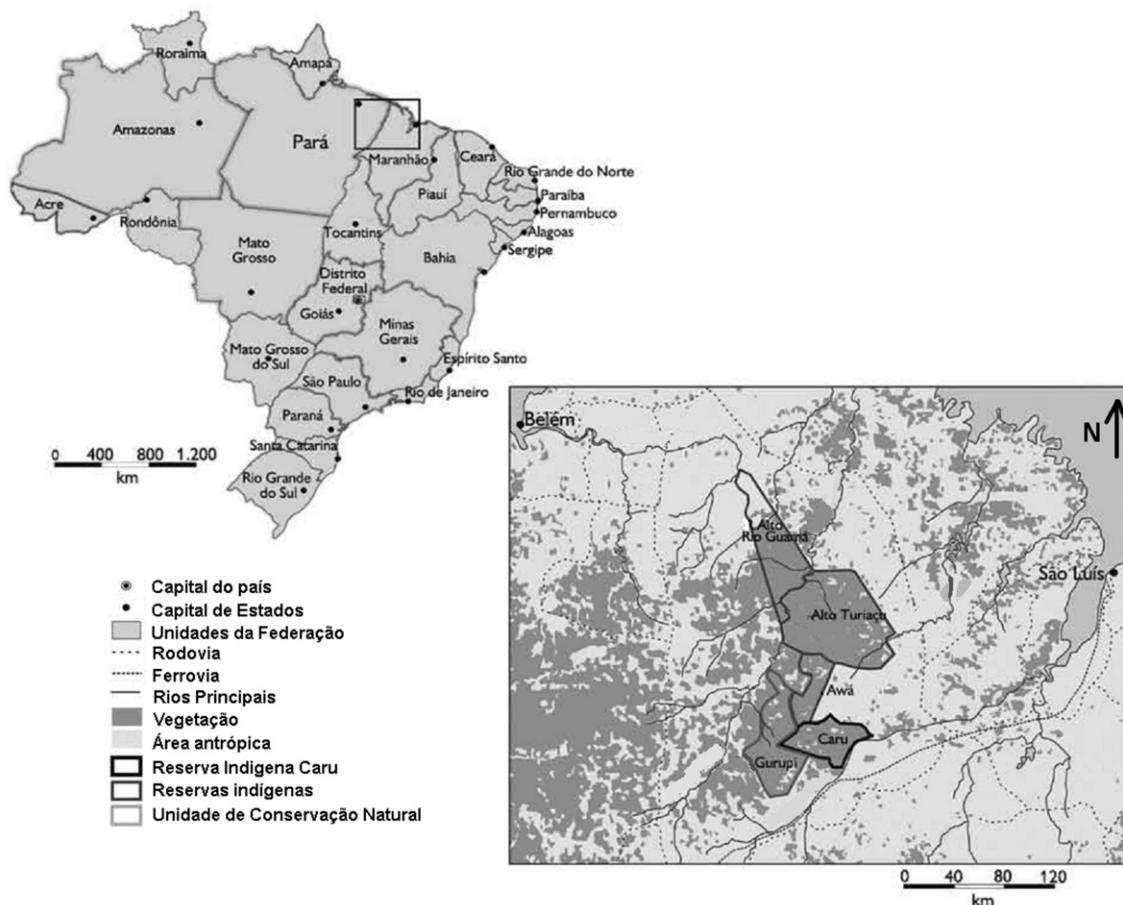 Roraima
Amapá
Amazonas
Pará
Maranhão
Ceará
Rio Grande do Norte
Piauí
Paraíba
Pernambuco
Acre
Rondônia
Tocantins
Alagoas
Sergipe
Mato
Grosso
Bahia
Distrito
Federal
Goiás
Minas
Gerais
Mato Grosso
do Sul
Espírito Santo
São Paulo
Rio de Janeiro
Paraná
Santa Catarina
Rio Grande
do Sul
0 400 800 1.200
km
Capital do país
Capital de Estados
Unidades da Federação
Rodovia
Ferrovia
Rios Principais
Vegetação
Área antrópica
Reserva Indigena Caru
Reservas indígenas
Unidade de Conservação Natural
Belém
N
Alto
Rio Guamá
São Luís
Alto Turiaçu
Awá
Caru
Gurupi
0 40 80 120
km